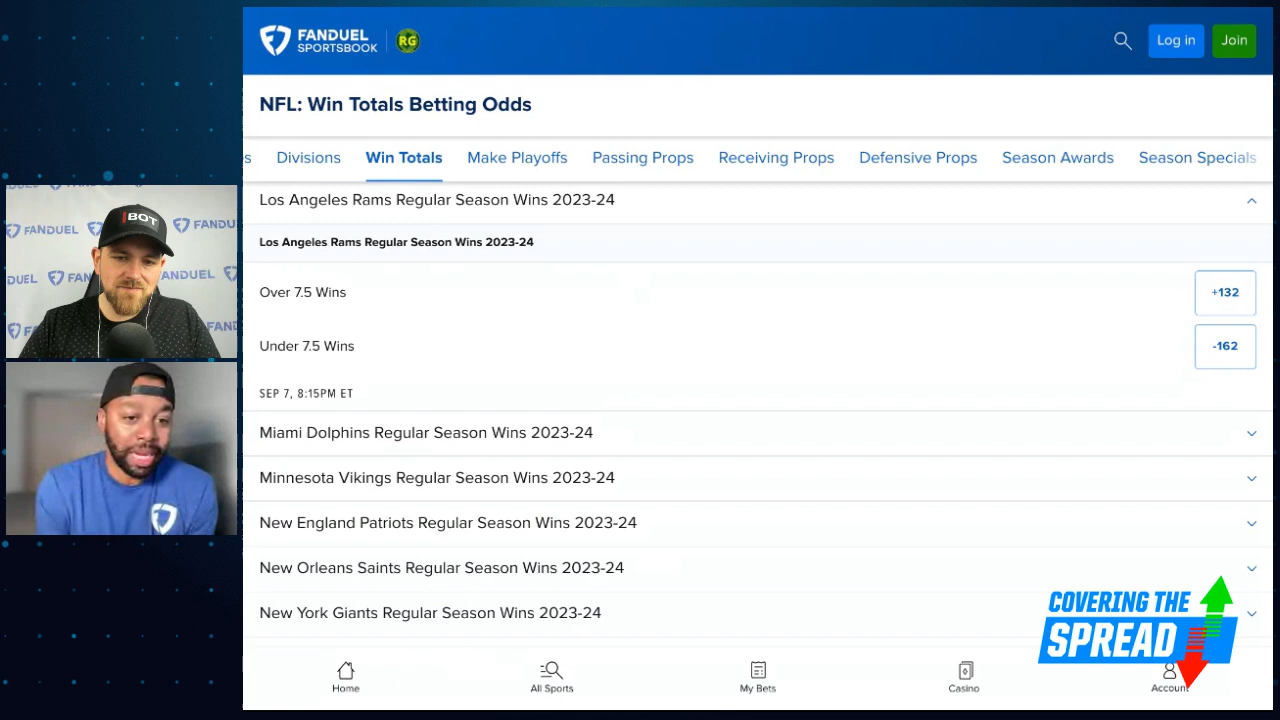 FANDUEL
SPORTSBOOK
RG
Log in
Join
NFL: Win Totals Betting Odds
s
Divisions
Win Totals
Make Playoffs
Passing Props
Receiving Props
Defensive Props
Season Awards
Season Specials
Los Angeles Rams Regular Season Wins 2023-24
Los Angeles Rams Regular Season Wins 2023-24
Over 7.5 Wins
+132
Under 7.5 Wins
-162
SEP 7, 8:15PM ET
Miami Dolphins Regular Season Wins 2023-24
Minnesota Vikings Regular Season Wins 2023-24
New England Patriots Regular Season Wins 2023-24
New Orleans Saints Regular Season Wins 2023-24
New York Giants Regular Season Wins 2023-24
Home
All Sports
My Bets
Casino
Account
COVERING THE
SPREAD
BOT
FANDUEL
FANDU
DUEL
FAN
ANDUEL
FAN